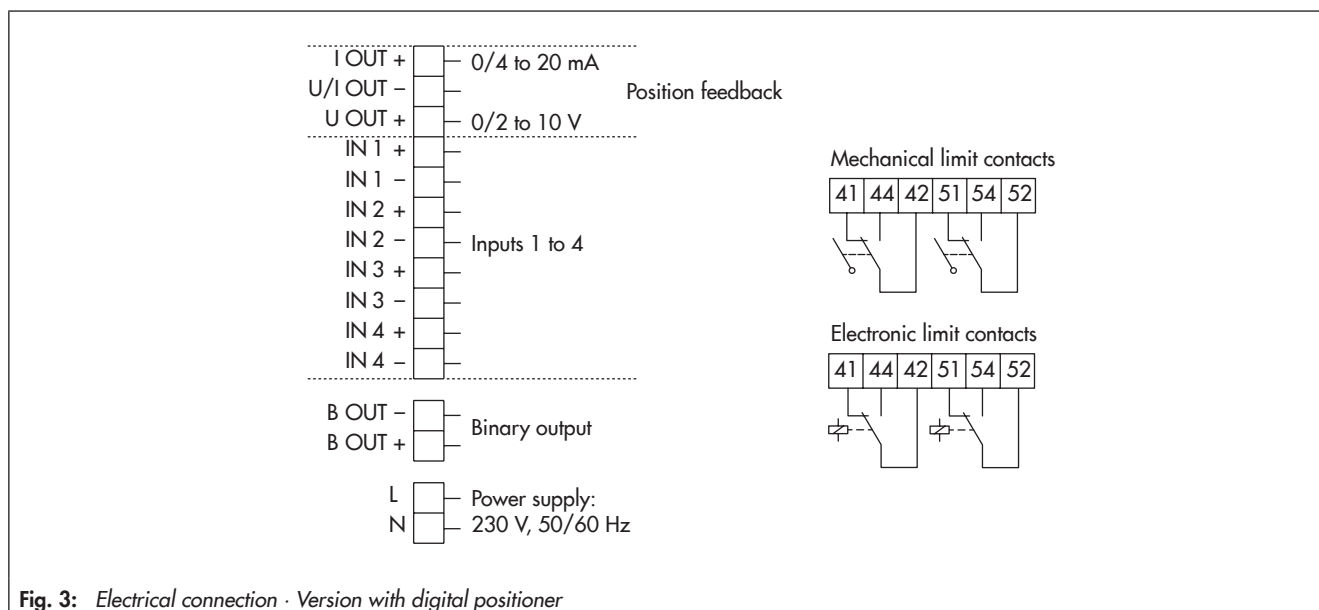 I OUT + 0/4 to 20 mA
U/I OUT −
Position feedback
U OUT + 0/2 to 10 V
IN 1 +
IN 1 −
IN 2 +
IN 2 − Inputs 1 to 4
IN 3 +
IN 3 −
IN 4 +
IN 4 −
B OUT − Binary output
B OUT +
L Power supply:
N 230 V, 50/60 Hz
Mechanical limit contacts
41 44 42 51 54 52
Electronic limit contacts
41 44 42 51 54 52
Fig. 3: Electrical connection · Version with digital positioner